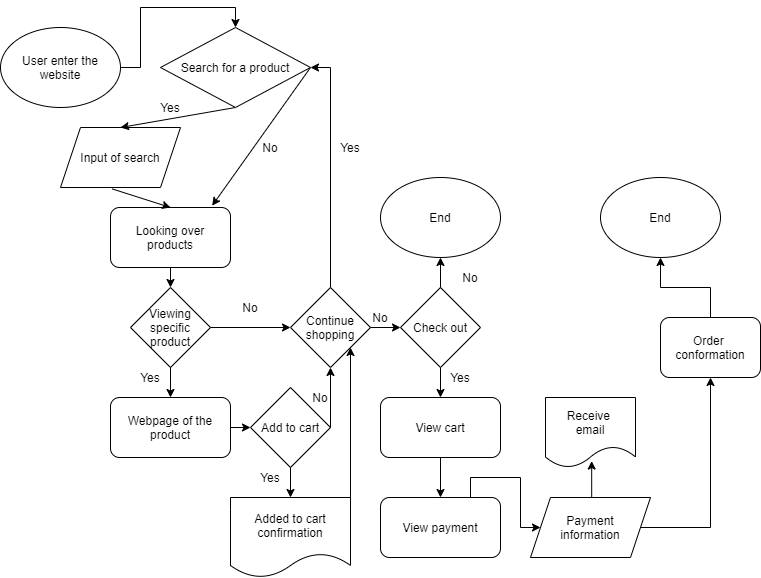 User enter the
website
Search for a product
Yes
No
Yes
Input of search
Looking over
products
End
End
No
Viewing
specific
product
No
Continue
shopping
No
Check out
Order
conformation
Yes
Yes
No
Webpage of the
product
Add to cart
View cart
Receive
email
Yes
Added to cart
confirmation
View payment
Payment
information